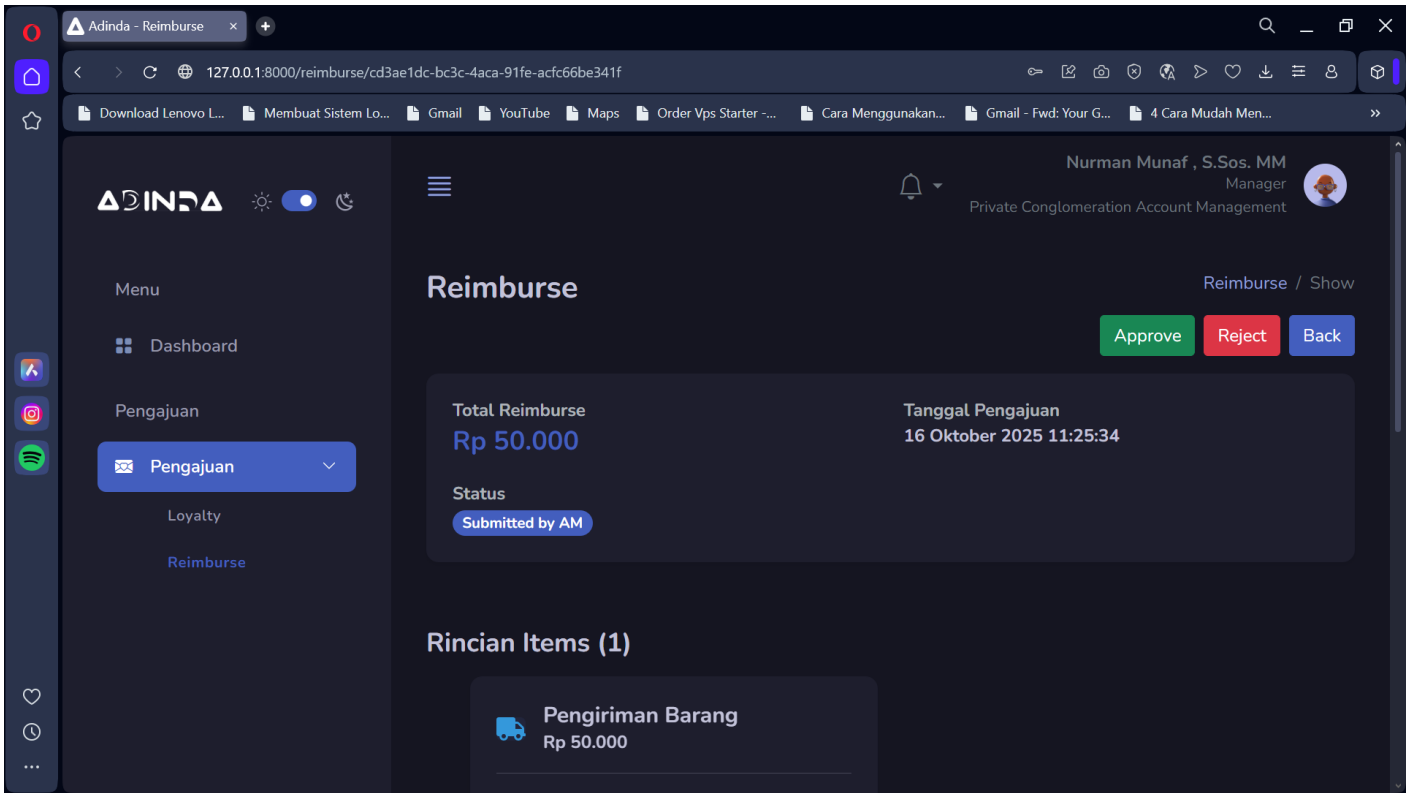 Adinda - Reimburse
127.0.0.1:8000/reimburse/cd3ae1dc-bc3c-4aca-91fe-acfc66be341f
Download Lenovo L... Membuat Sistem Lo... Gmail YouTube Maps Order Vps Starter -... Cara Menggunakan... Gmail - Fwd: Your G... 4 Cara Mudah Men...
ADINDA
Nurman Munaf , S.Sos. MM
Manager
Private Conglomeration Account Management
Menu
Dashboard
Pengajuan
Pengajuan
Loyalty
Reimburse
Reimburse
Reimburse / Show
Approve Reject Back
Total Reimburse
Rp 50.000
Tanggal Pengajuan
16 Oktober 2025 11:25:34
Status
Submitted by AM
Rincian Items (1)
Pengiriman Barang
Rp 50.000